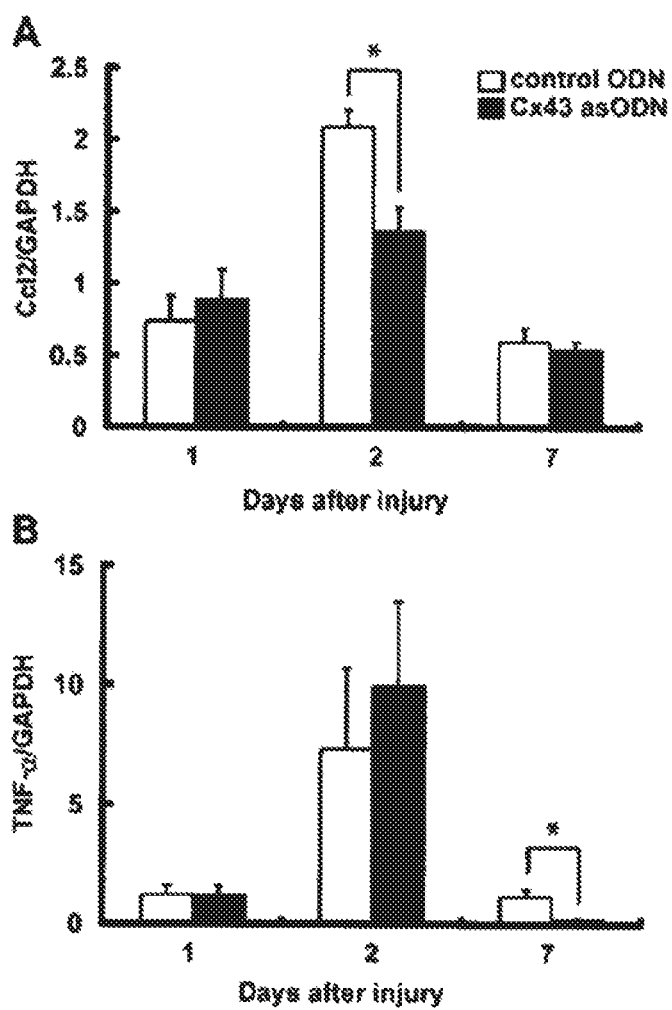 A
2.5
2
1.5
1
0.5
0
Ccl2/GAPDH
*
control ODN
Cx43 asODN
1 2 7
Days after injury
B
15
10
5
0
TNF-α/GAPDH
*
1 2 7
Days after injury